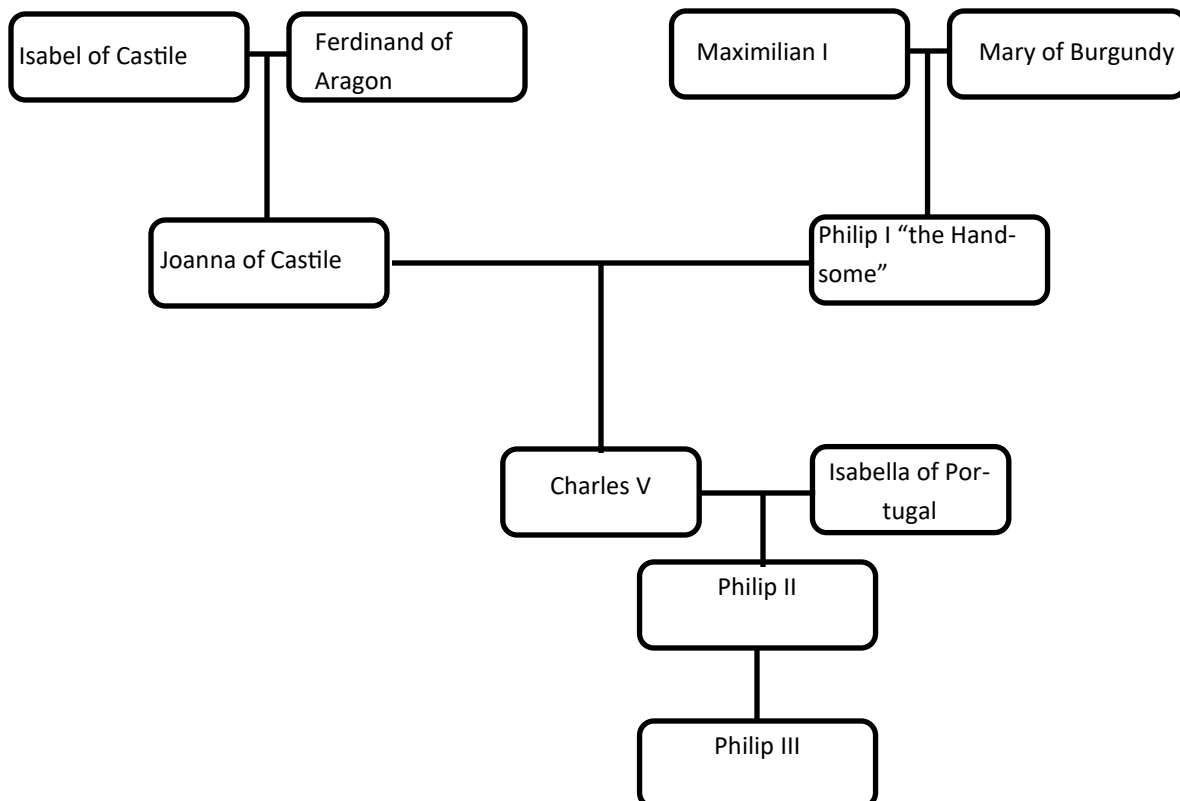 Isabel of Castile
Ferdinand of
Aragon
Maximilian I
Mary of Burgundy
Joanna of Castile
Philip I “the Hand-
some”
Charles V
Isabella of Por-
tugal
Philip II
Philip III